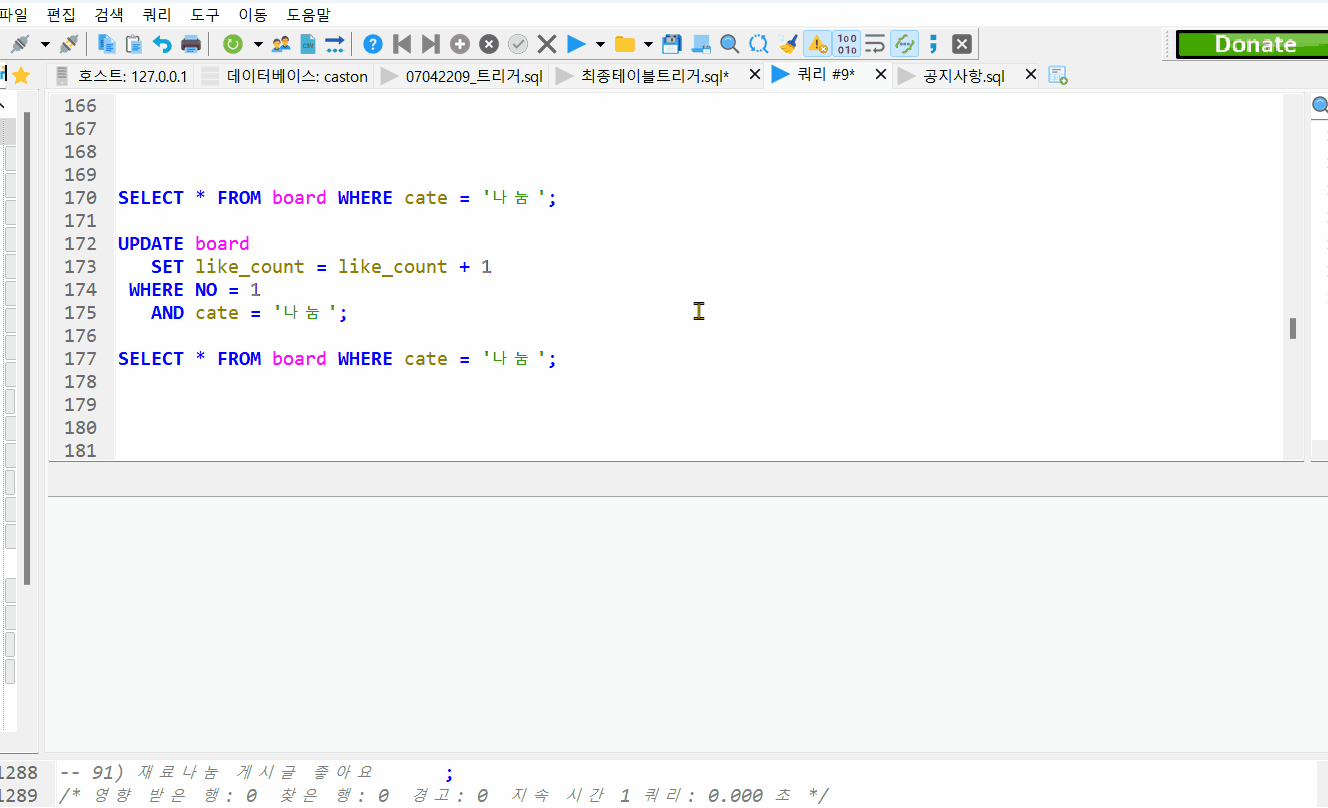 파일 편집 검색 쿼리 도구 이동 도움말
Donate
호스트: 127.0.0.1 데이터베이스: caston 07042209_트리거.sql 최종테이블트리거.sql* 쿼리 #9* 공지사항.sql
166
167
168
169
170 SELECT * FROM board WHERE cate = '나눔';
171
172 UPDATE board
173 SET like_count = like_count + 1
174 WHERE NO = 1
175 AND cate = '나눔';
176
177 SELECT * FROM board WHERE cate = '나눔';
178
179
180
181
1288 -- 91) 재료나눔 게시글 좋아요 ;
1289 /* 영향 받은 행: 0 찾은 행: 0 경고: 0 지속 시간 1 쿼리: 0.000 초 */